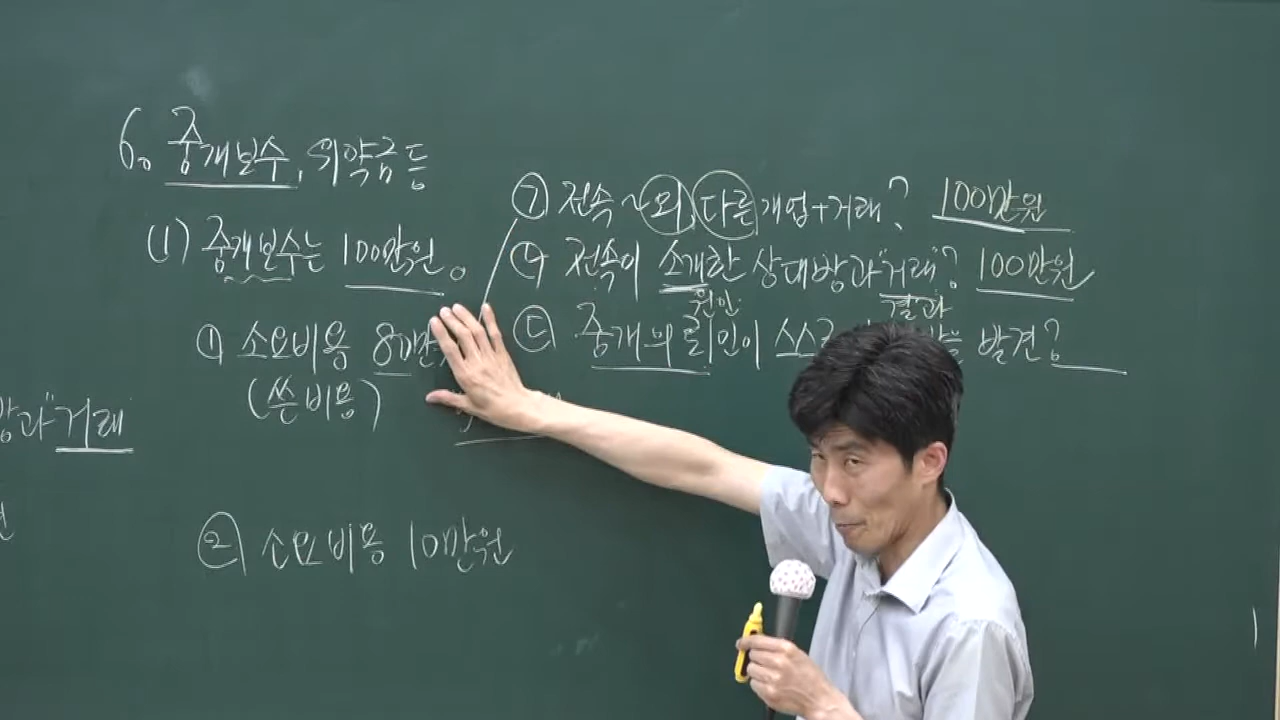 6. 중개보수, 위약금 등
(1) 중개보수는 100만원.
① 소요비용 80만
(쓴 비용)
② 소요비용 10만원
㉠ 전속 ~ 외, 다른 개업+거래? 100만원
㉡ 전속이 소개한 상대방과 "거래"? 100만원
원인 결과
㉢ 중개의뢰인이 스스로 발견?
과 "거래